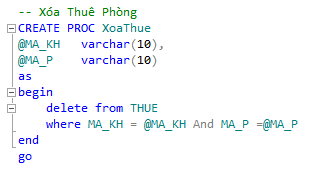 -- Xóa Thuê Phòng
CREATE PROC XoaThue
@MA_KH   varchar(10),
@MA_P    varchar(10)
as
begin
    delete from THUE
    where MA_KH = @MA_KH And MA_P =@MA_P
end
go